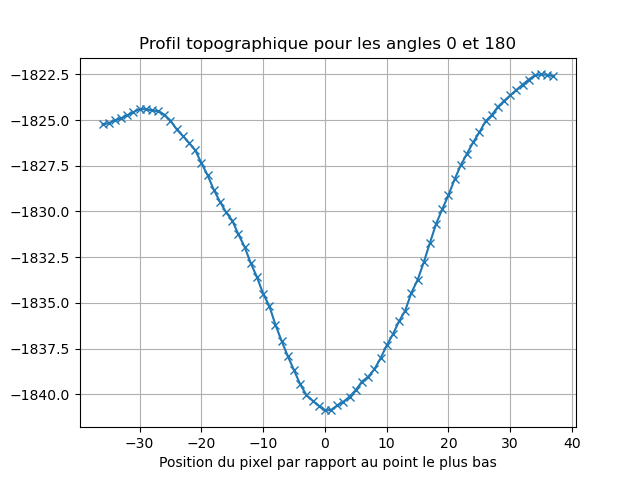 Profil topographique pour les angles 0 et 180
−1822.5
−1825.0
−1827.5
−1830.0
−1832.5
−1835.0
−1837.5
−1840.0
−30 −20 −10 0 10 20 30 40
Position du pixel par rapport au point le plus bas